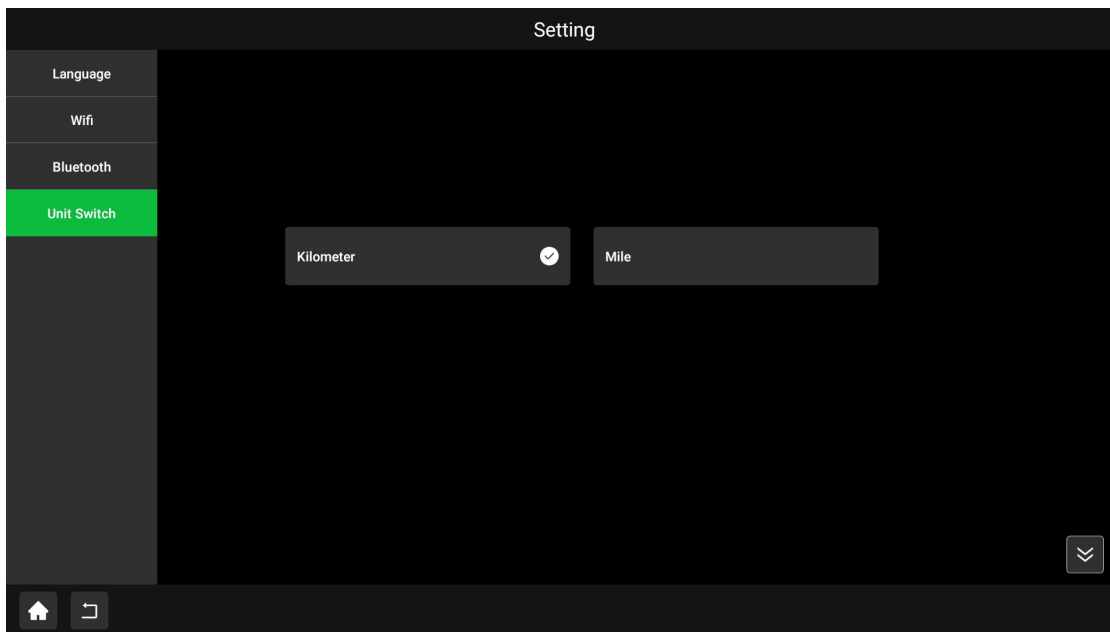 Setting
Language
Wifi
Bluetooth
Unit Switch
Kilometer
Mile